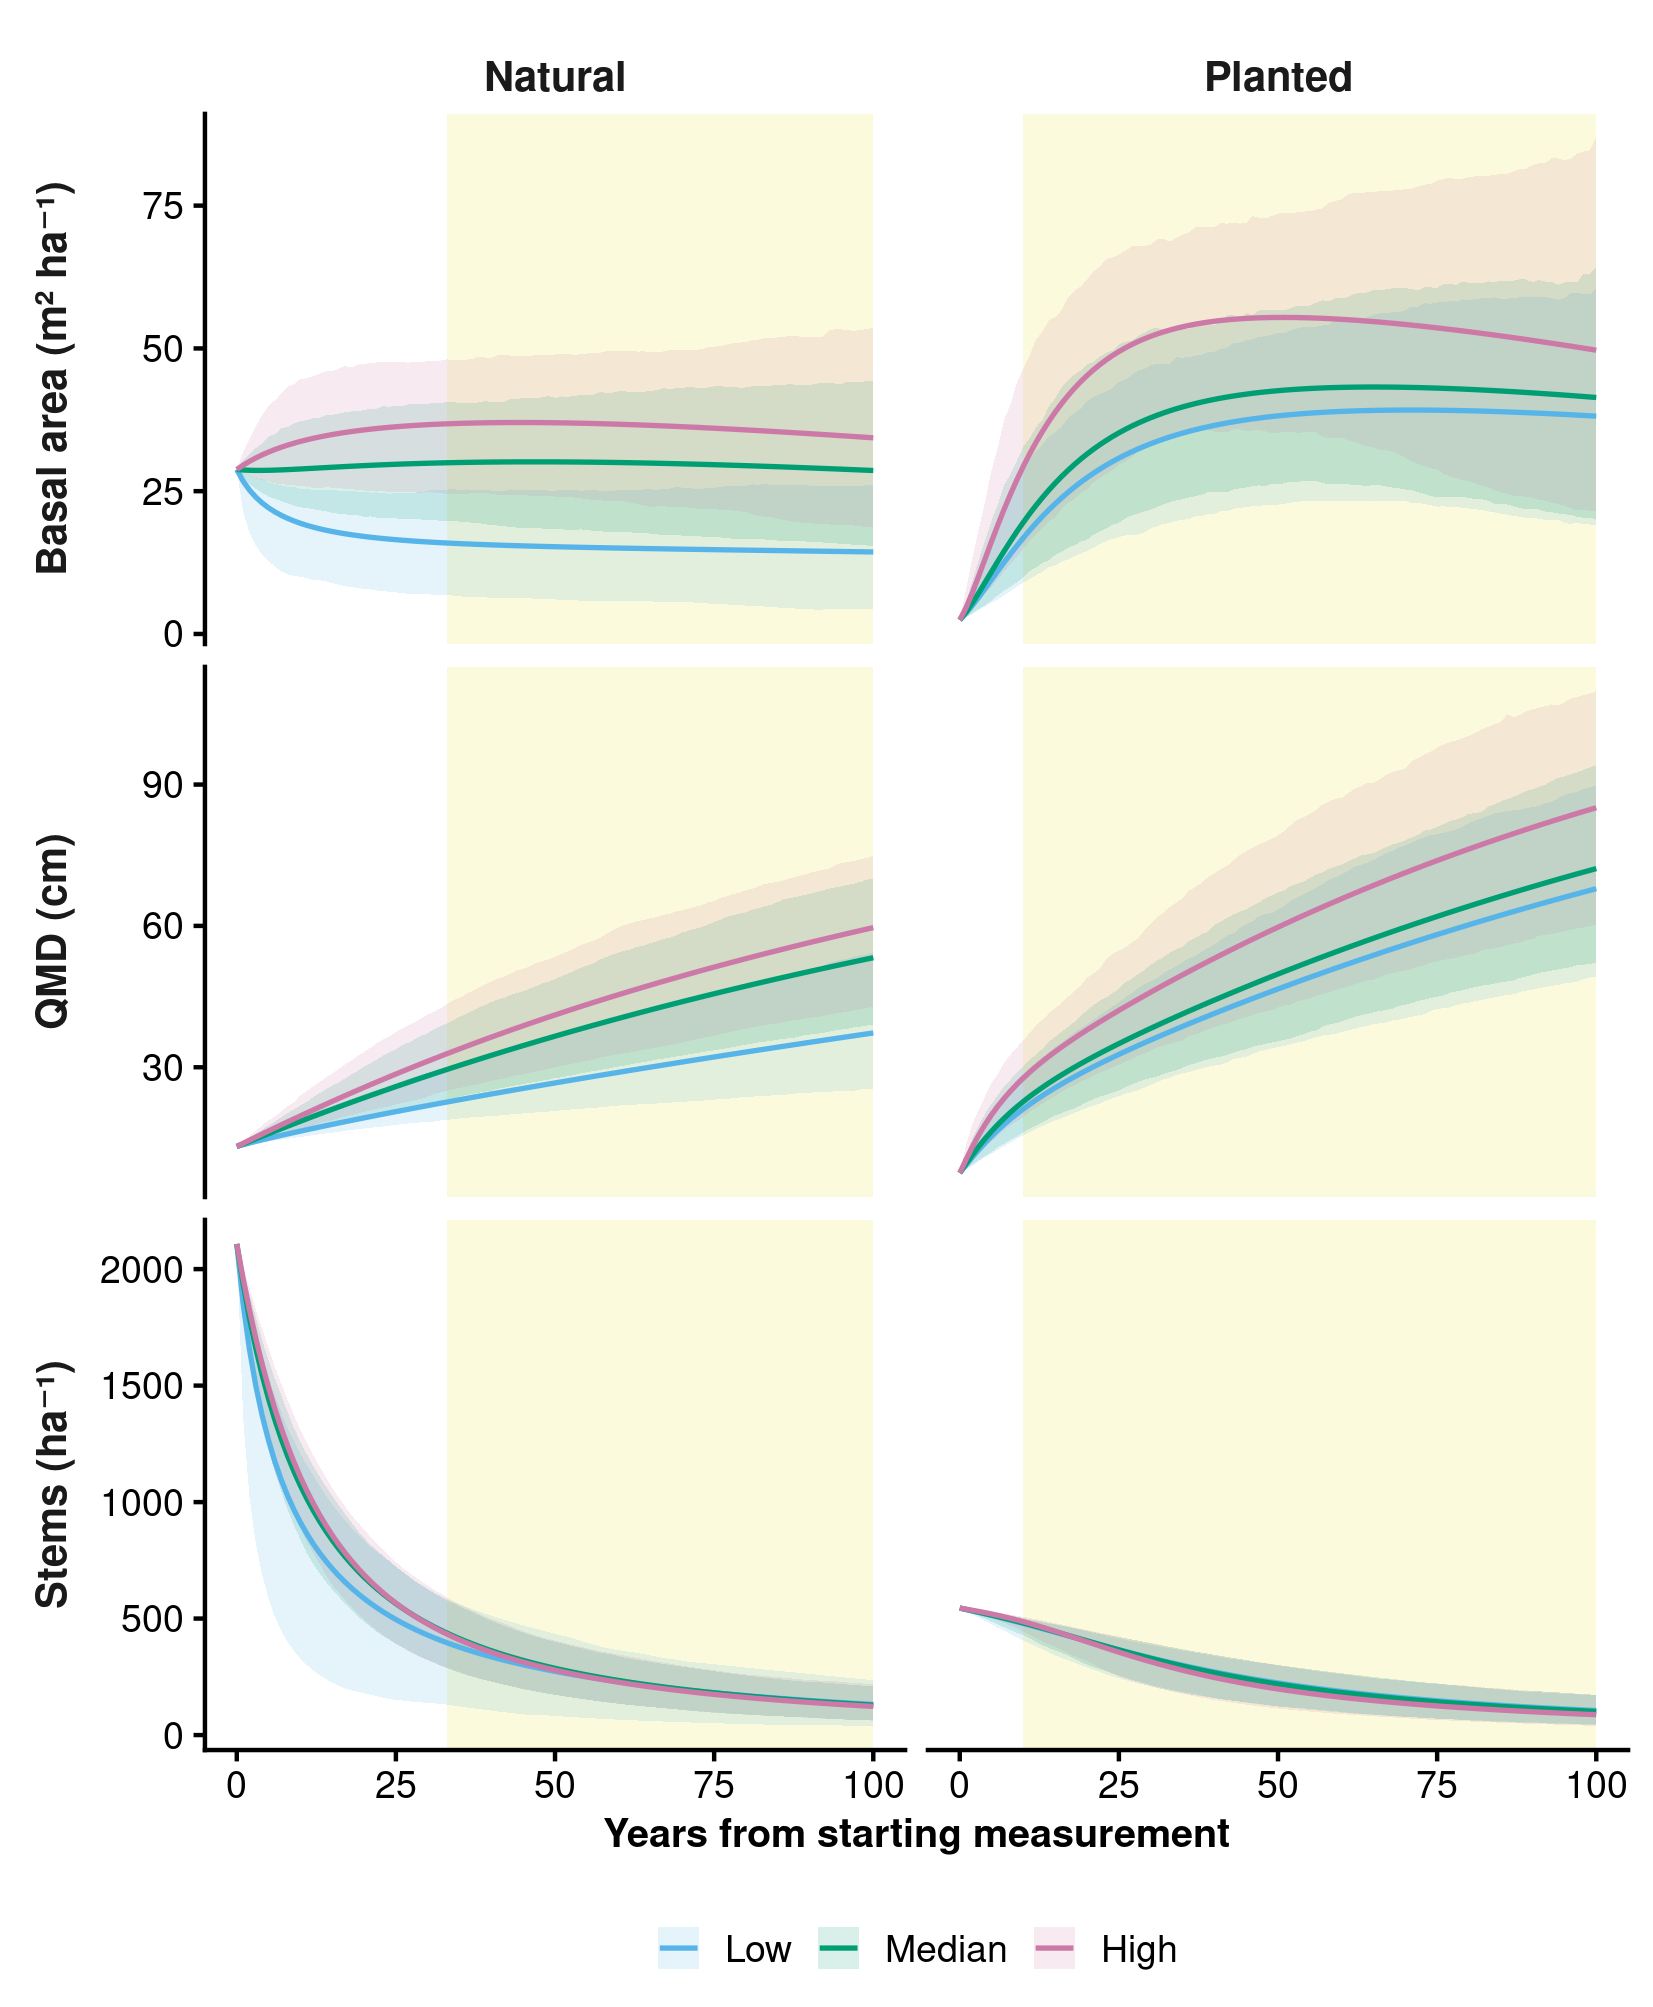 Natural Planted
Basal area (m² ha⁻¹)
75
50
25
0
QMD (cm)
90
60
30
Stems (ha⁻¹)
2000
1500
1000
500
0
0 25 50 75 100 0 25 50 75 100
Years from starting measurement
Low Median High